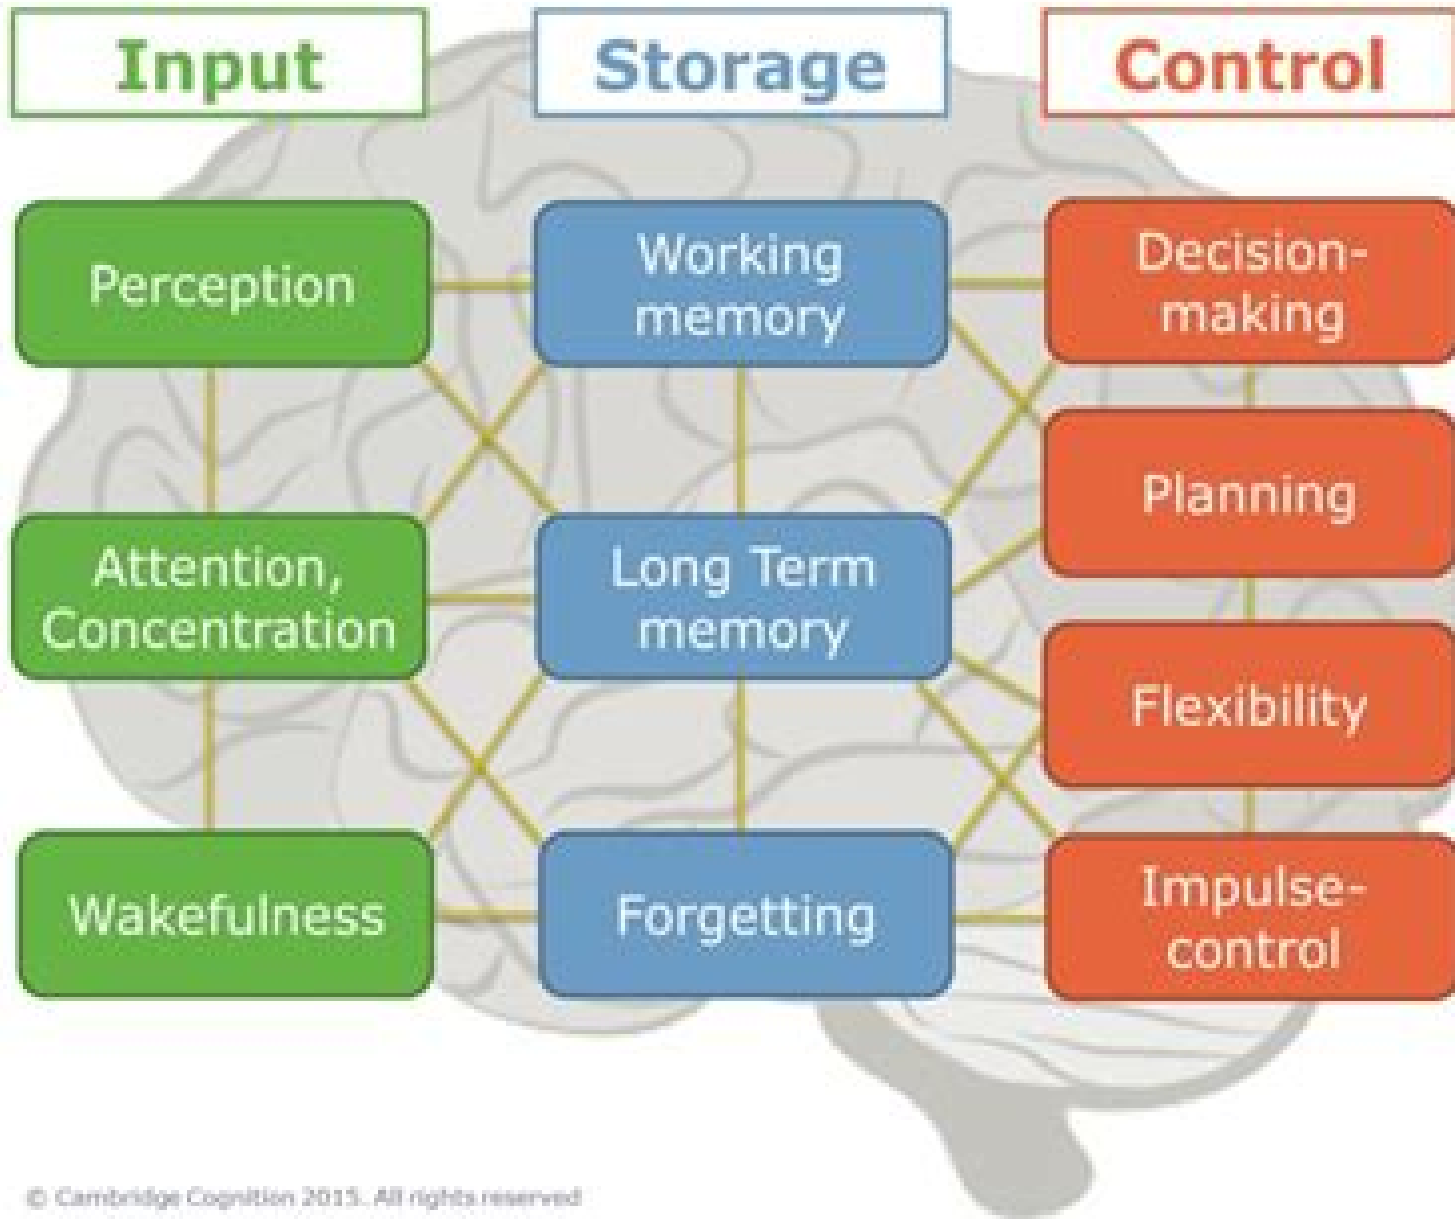 Input
Storage
Control
Perception
Working
memory
Decision-
making
Planning
Attention,
Concentration
Long Term
memory
Flexibility
Wakefulness
Forgetting
Impulse-
control
© Cambridge Cognition 2015. All rights reserved